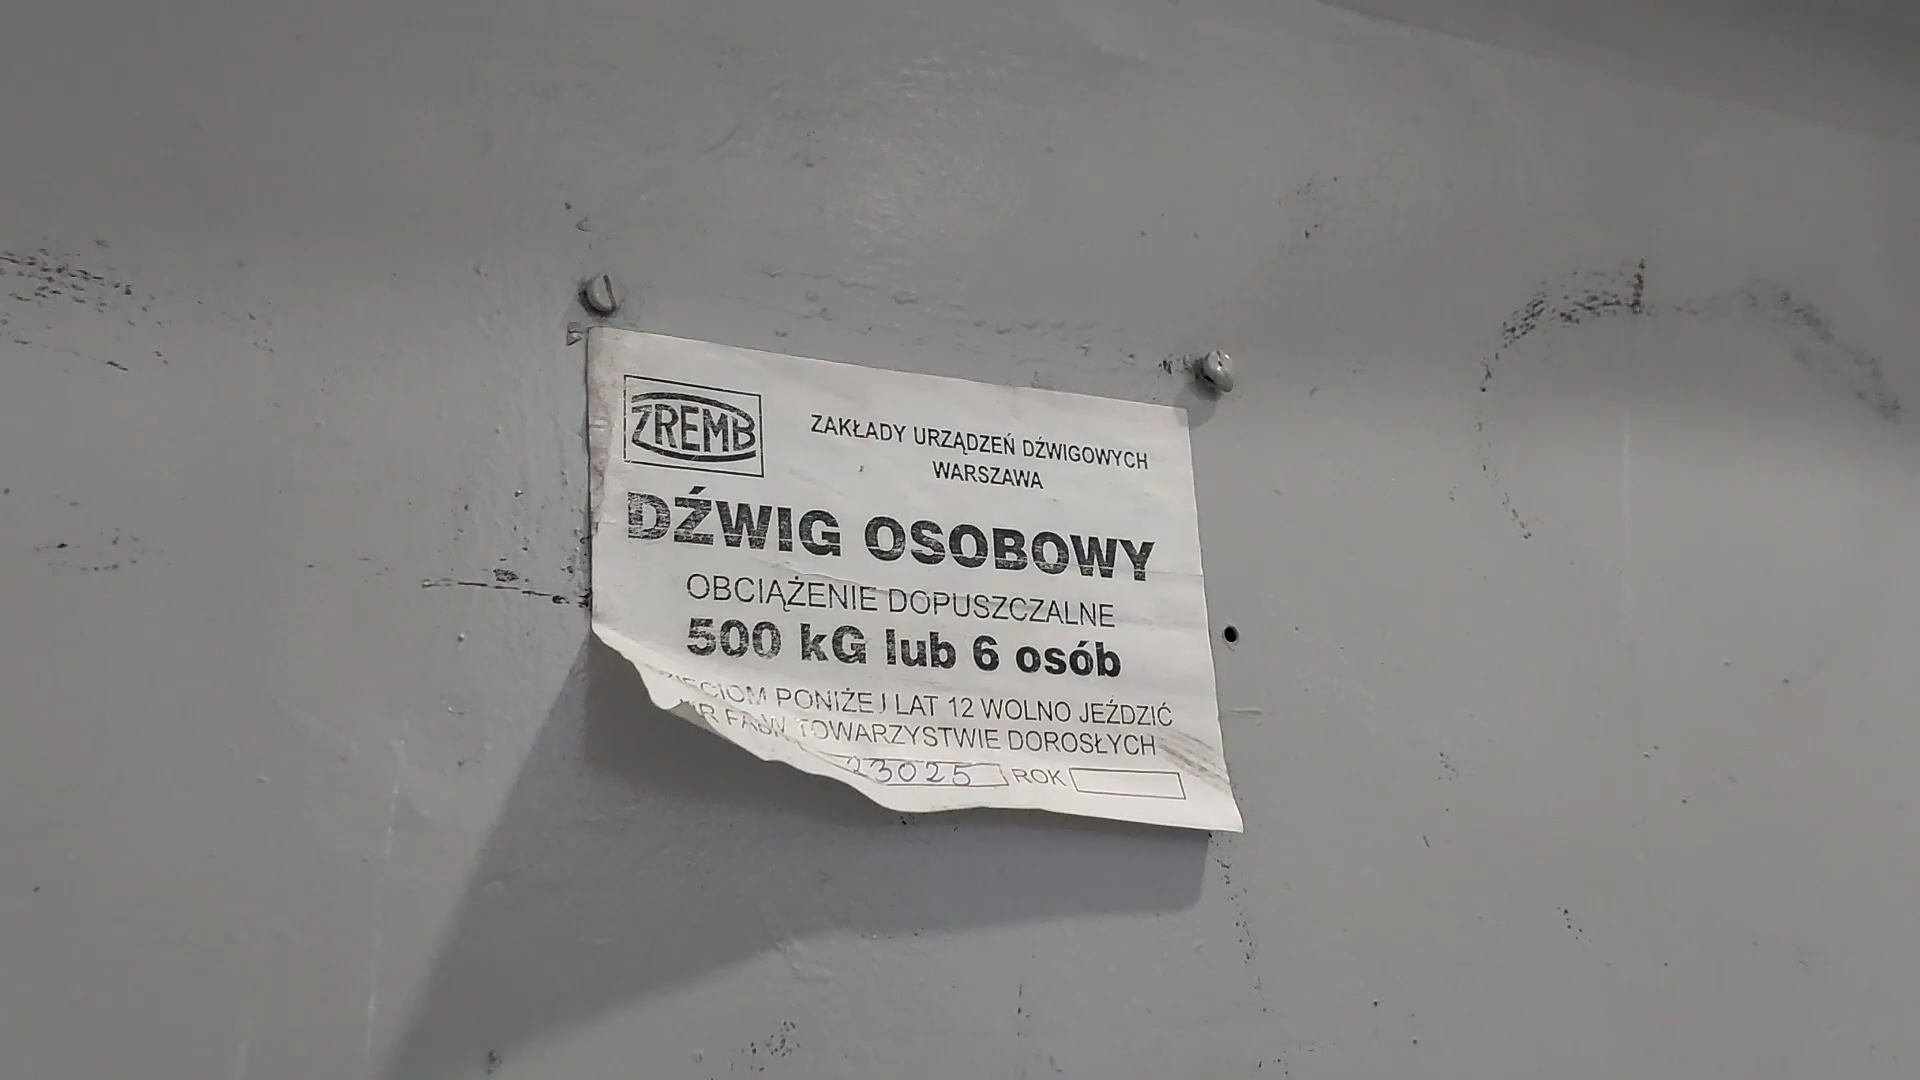 ZREMB
ZAKŁADY URZĄDZEŃ DŹWIGOWYCH
WARSZAWA
DŹWIG OSOBOWY
OBCIĄŻENIE DOPUSZCZALNE
500 kG lub 6 osób
PONIŻEJ LAT 12 WOLNO JEŹDZIĆ
TOWARZYSTWIE DOROSŁYCH
23025 ROK